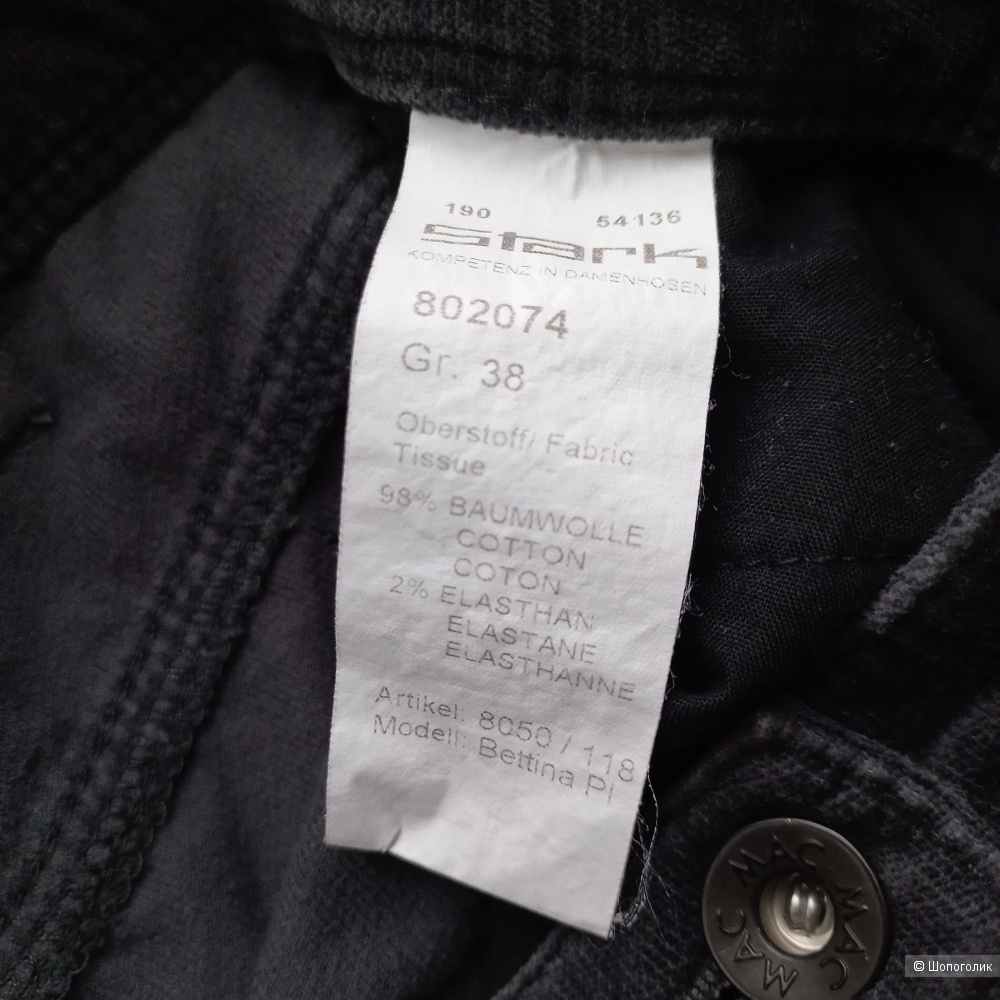 190 54136
stark
KOMPETENZ IN DAMENHOSEN
802074
Gr. 38
Oberstoff/ Fabric
Tissue
98% BAUMWOLLE
COTTON
COTON
2% ELASTHAN
ELASTANE
ELASTHANNE
Artikel: 8050 / 118
Modell: Bettina Pl
MAC MAC MAC
© Шопоголик